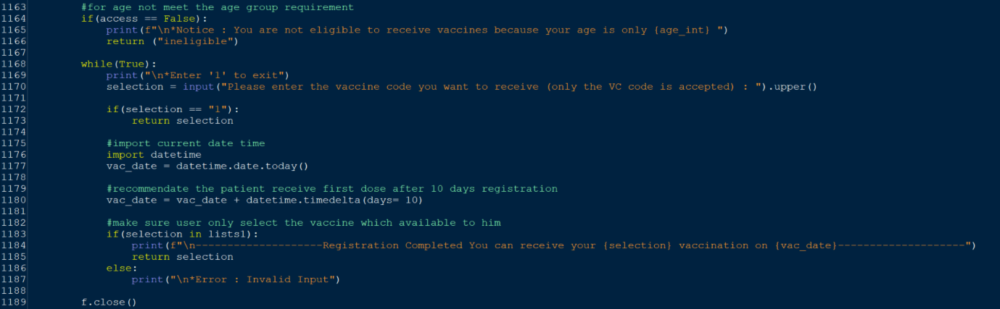 1163 #for age not meet the age group requirement
1164 if(access == False):
1165 print(f"\n*Notice : You are not eligible to receive vaccines because your age is only {age_int} ")
1166 return ("ineligible")
1167
1168 while(True):
1169 print("\n*Enter '1' to exit")
1170 selection = input("Please enter the vaccine code you want to receive (only the VC code is accepted) : ").upper()
1171
1172 if(selection == "1"):
1173 return selection
1174
1175 #import current date time
1176 import datetime
1177 vac_date = datetime.date.today()
1178
1179 #recommendate the patient receive first dose after 10 days registration
1180 vac_date = vac_date + datetime.timedelta(days= 10)
1181
1182 #make sure user only select the vaccine which available to him
1183 if(selection in lists1):
1184 print(f"\n--------------------Registration Completed You can receive your {selection} vaccination on {vac_date}--------------------")
1185 return selection
1186 else:
1187 print("\n*Error : Invalid Input")
1188
1189 f.close()